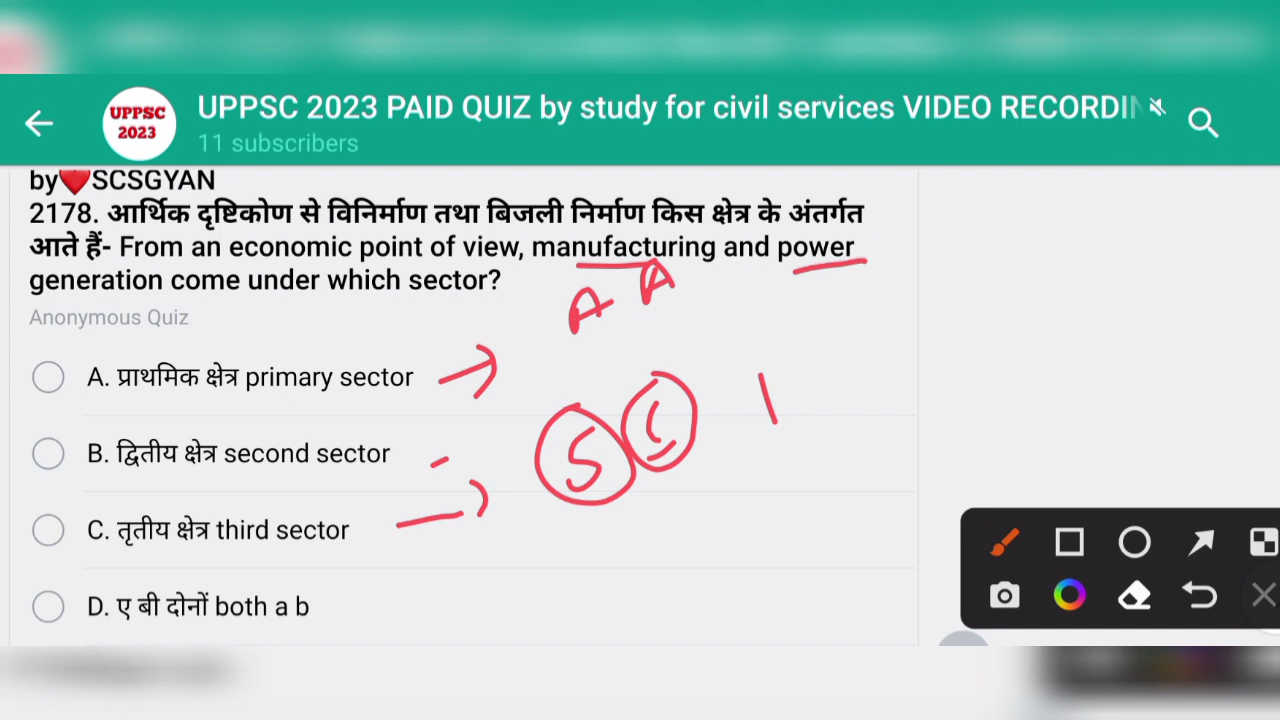 UPPSC
2023
UPPSC 2023 PAID QUIZ by study for civil services VIDEO RECORDIN
11 subscribers
by❤️SCSGYAN
2178. आर्थिक दृष्टिकोण से विनिर्माण तथा बिजली निर्माण किस क्षेत्र के अंतर्गत
आते हैं- From an economic point of view, manufacturing and power
generation come under which sector?
Anonymous Quiz
A. प्राथमिक क्षेत्र primary sector
B. द्वितीय क्षेत्र second sector
C. तृतीय क्षेत्र third sector
D. ए बी दोनों both a b